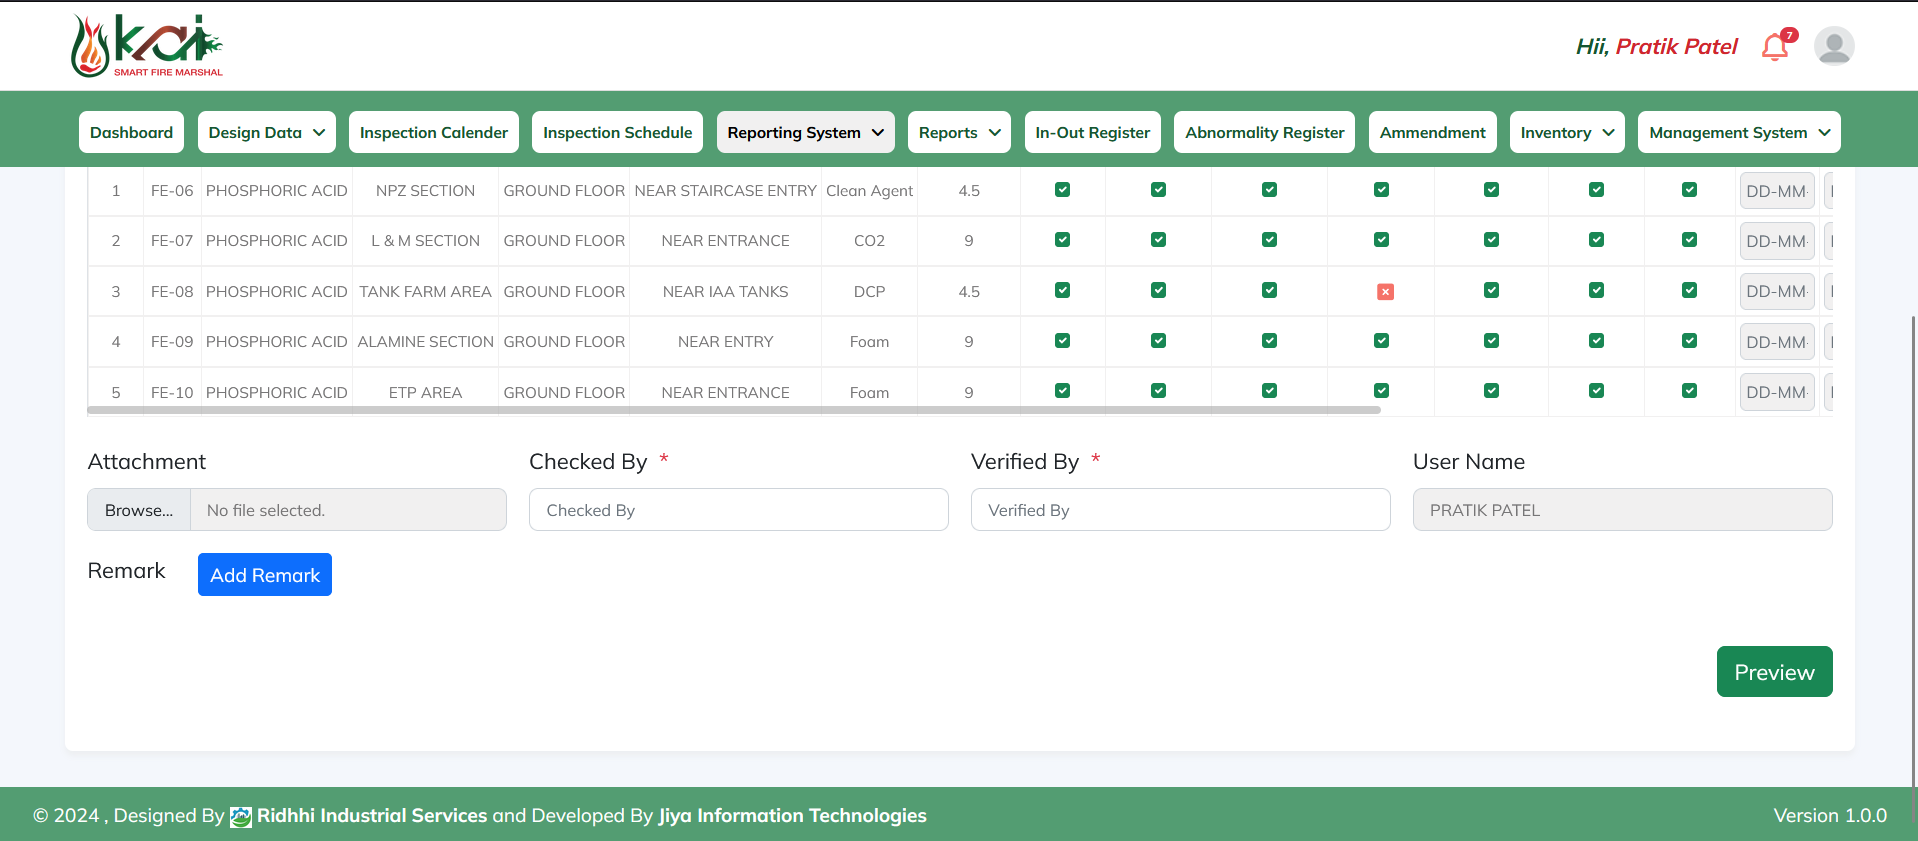 kai
SMART FIRE MARSHAL
Hii, Pratik Patel
7
Dashboard Design Data Inspection Calender Inspection Schedule Reporting System Reports In-Out Register Abnormality Register Ammendment Inventory Management System
1 FE-06 PHOSPHORIC ACID NPZ SECTION GROUND FLOOR NEAR STAIRCASE ENTRY Clean Agent 4.5 DD-MM-
2 FE-07 PHOSPHORIC ACID L & M SECTION GROUND FLOOR NEAR ENTRANCE CO2 9 DD-MM-
3 FE-08 PHOSPHORIC ACID TANK FARM AREA GROUND FLOOR NEAR IAA TANKS DCP 4.5 DD-MM-
4 FE-09 PHOSPHORIC ACID ALAMINE SECTION GROUND FLOOR NEAR ENTRY Foam 9 DD-MM-
5 FE-10 PHOSPHORIC ACID ETP AREA GROUND FLOOR NEAR ENTRANCE Foam 9 DD-MM-
Attachment Checked By * Verified By * User Name
Browse... No file selected. Checked By Verified By PRATIK PATEL
Remark Add Remark
Preview
© 2024 , Designed By Ridhhi Industrial Services and Developed By Jiya Information Technologies Version 1.0.0